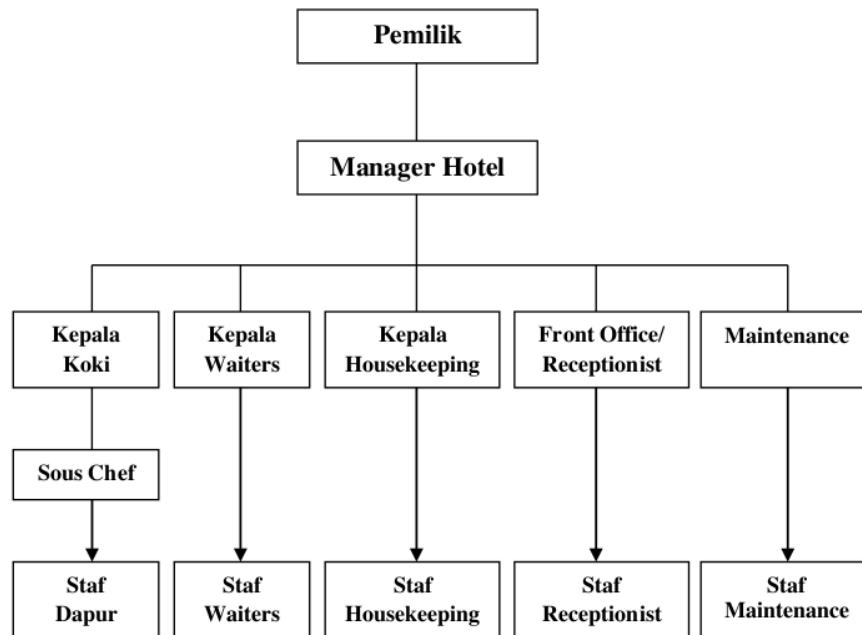 Pemilik
Manager Hotel
Kepala
Koki
Kepala
Waiters
Kepala
Housekeeping
Front Office/
Receptionist
Maintenance
Sous Chef
Staf
Dapur
Staf
Waiters
Staf
Housekeeping
Staf
Receptionist
Staf
Maintenance